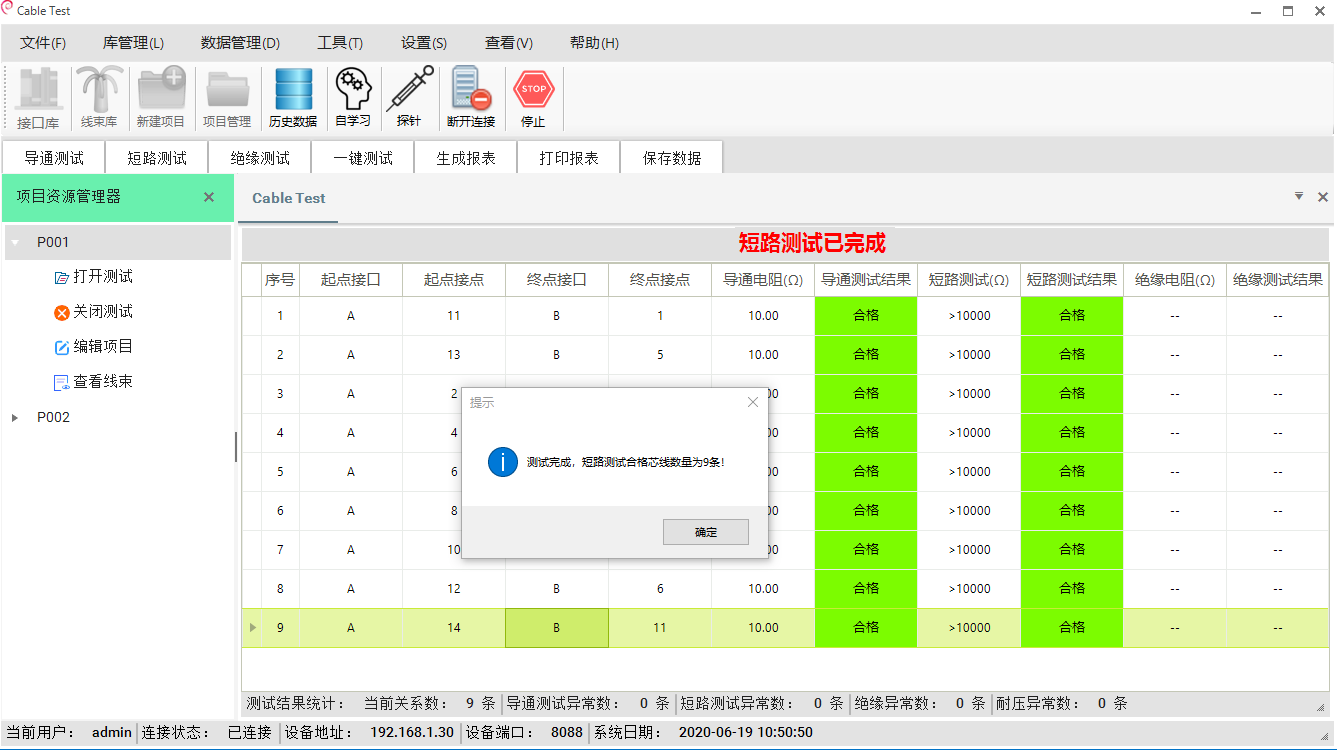 Cable Test
文件(F) 库管理(L) 数据管理(D) 工具(T) 设置(S) 查看(V) 帮助(H)
STOP
接口库 线束库 新建项目 项目管理 历史数据 自学习 探针 断开连接 停止
导通测试 短路测试 绝缘测试 一键测试 生成报表 打印报表 保存数据
项目资源管理器
P001
打开测试
关闭测试
编辑项目
查看线束
P002
Cable Test
短路测试已完成
序号 起点接口 起点接点 终点接口 终点接点 导通电阻(Ω) 导通测试结果 短路测试(Ω) 短路测试结果 绝缘电阻(Ω) 绝缘测试结果
1 A 11 B 1 10.00 合格 >10000 合格 -- --
2 A 13 B 5 10.00 合格 >10000 合格 -- --
3 A 2 00 合格 >10000 合格 -- --
4 A 4 00 合格 >10000 合格 -- --
5 A 6 00 合格 >10000 合格 -- --
6 A 8 00 合格 >10000 合格 -- --
7 A 10 00 合格 >10000 合格 -- --
8 A 12 B 6 10.00 合格 >10000 合格 -- --
9 A 14 B 11 10.00 合格 >10000 合格 -- --
提示
测试完成，短路测试合格芯线数量为9条!
确定
测试结果统计： 当前关系数： 9 条 导通测试异常数： 0 条 短路测试异常数： 0 条 绝缘异常数： 0 条 耐压异常数： 0 条
当前用户： admin 连接状态： 已连接 设备地址： 192.168.1.30 设备端口： 8088 系统日期： 2020-06-19 10:50:50